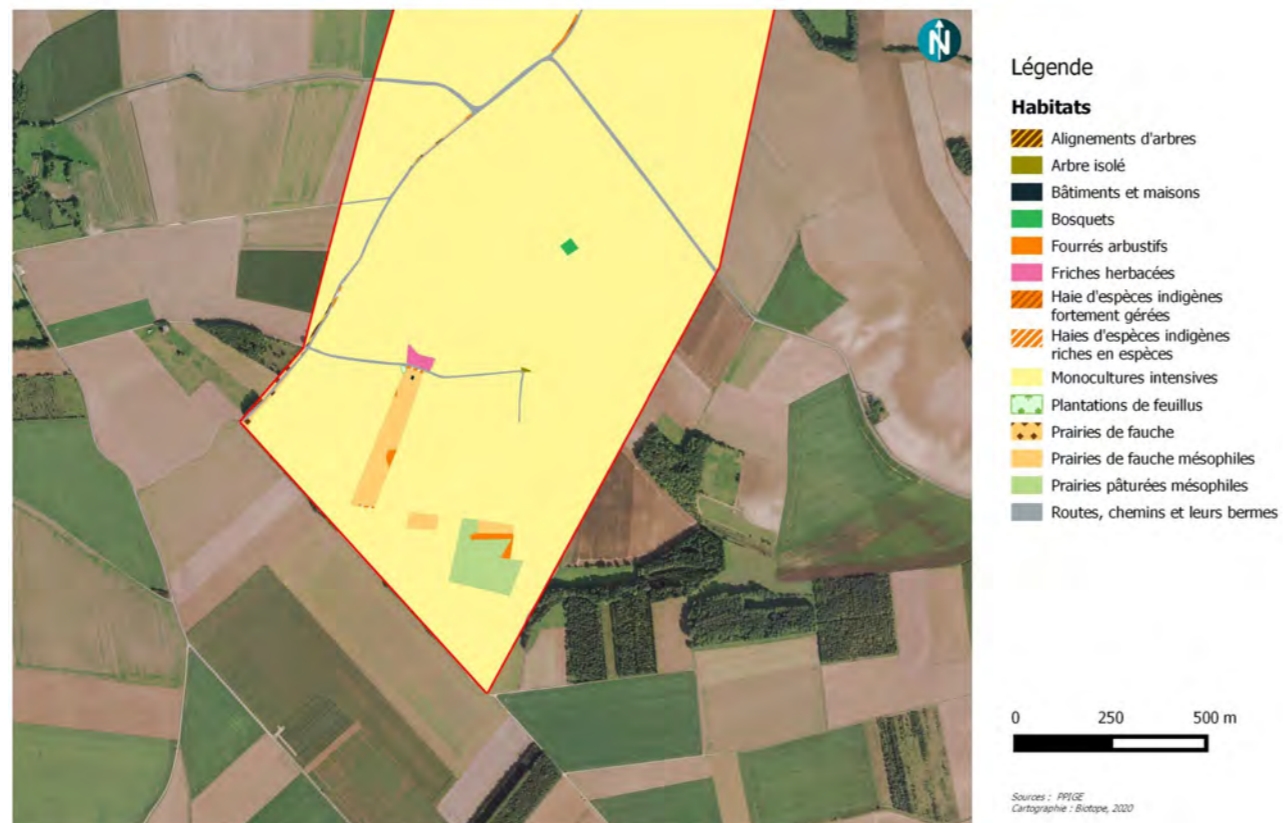 N
Légende
Habitats
Alignements d'arbres
Arbre isolé
Bâtiments et maisons
Bosquets
Fourrés arbustifs
Friches herbacées
Haie d'espèces indigènes
fortement gérées
Haies d'espèces indigènes
riches en espèces
Monocultures intensives
Plantations de feuillus
Prairies de fauche
Prairies de fauche mésophiles
Prairies pâturées mésophiles
Routes, chemins et leurs bermes
0 250 500 m
Sources : PPIGE
Cartographie : Biotope, 2020